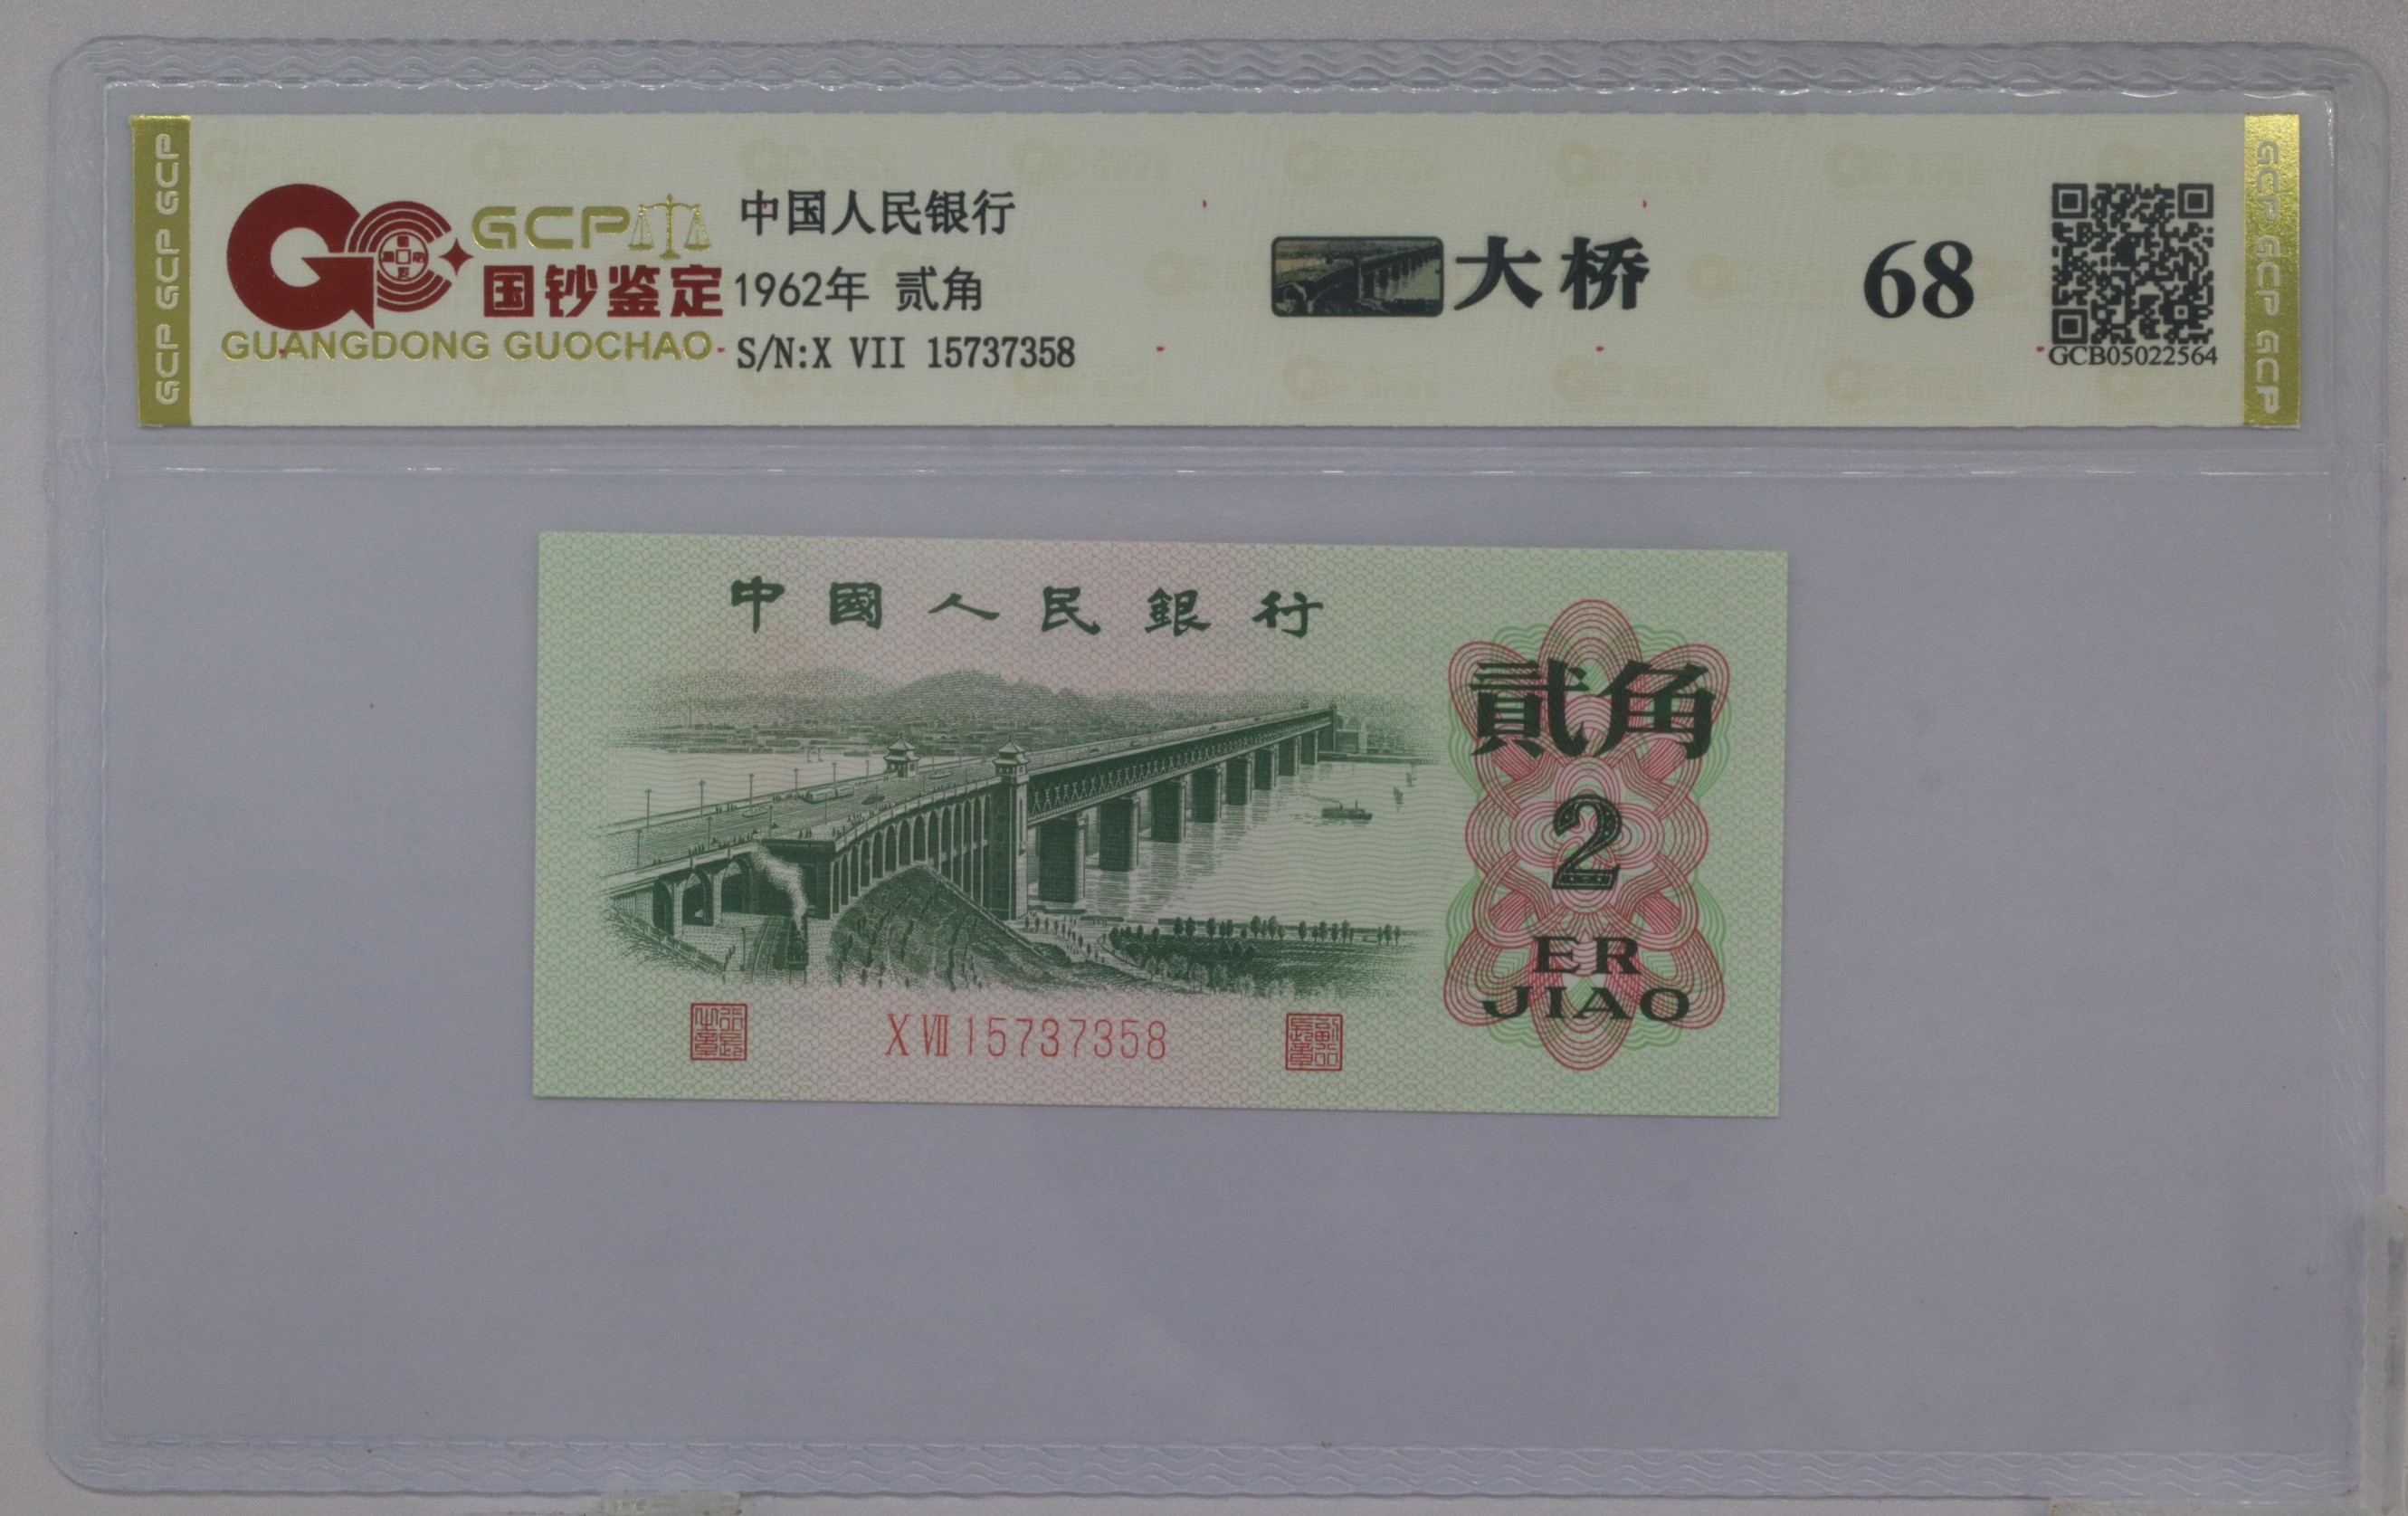 GCP GCP GCP
GCP
国钞鉴定
GUANGDONG GUOCHAO
中国人民银行
1962年 贰角
S/N:X VII 15737358
大桥
68
GCB05022564
GCP GCP GCP
中國人民銀行
貳角
2
ER
JIAO
X VII 15737358